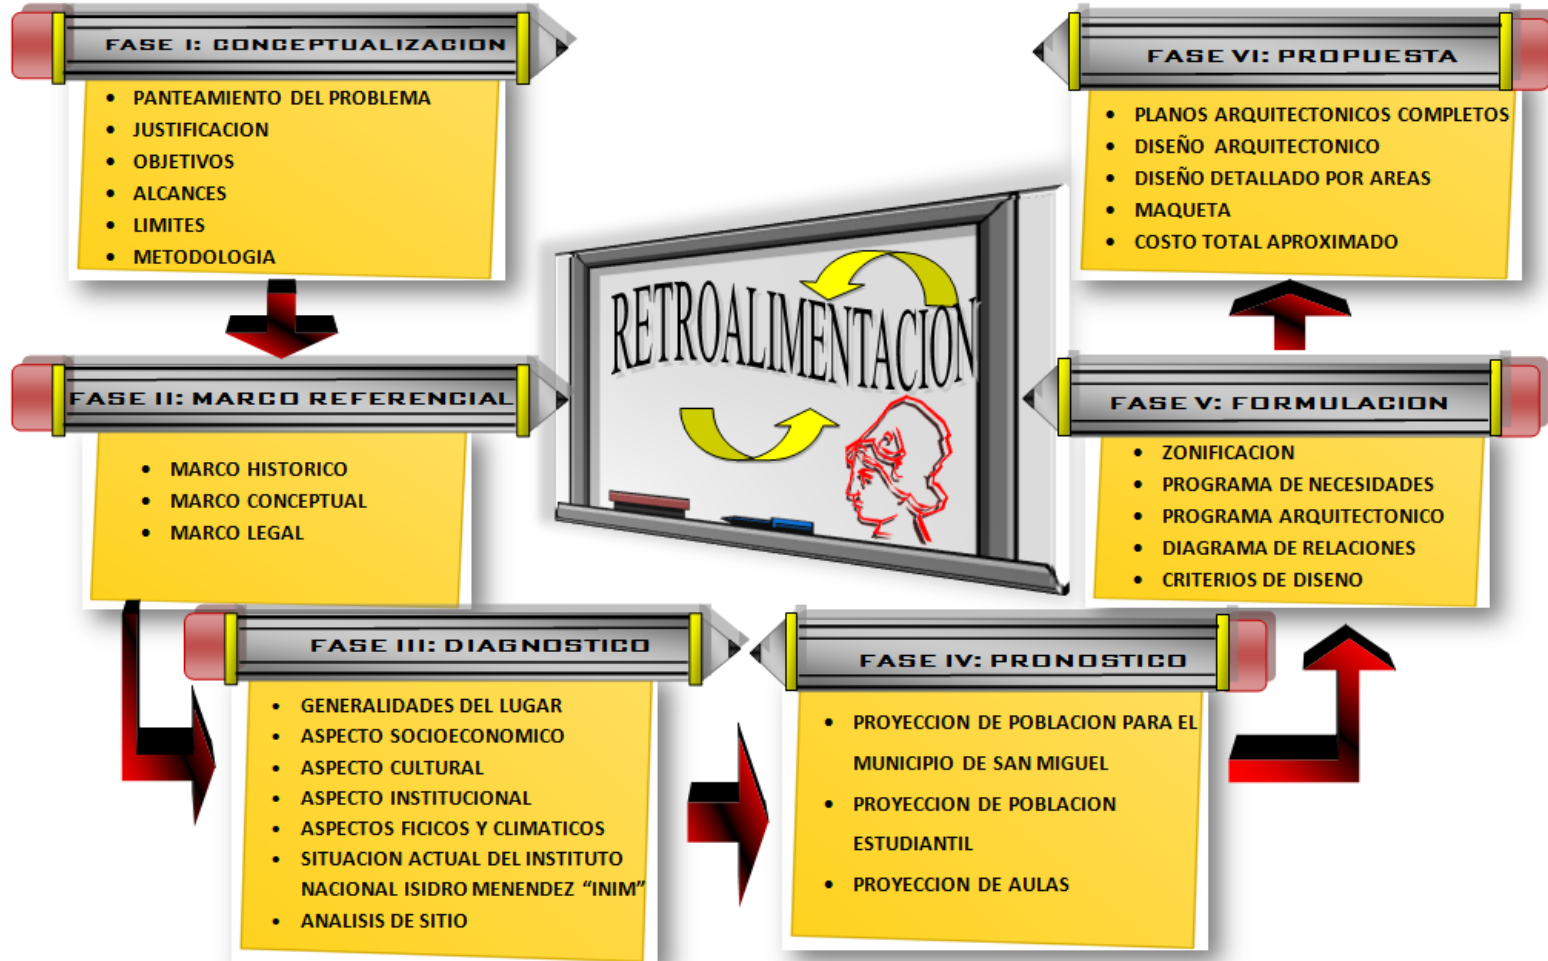 FASE I: CONCEPTUALIZACION
PANTEAMIENTO DEL PROBLEMA
JUSTIFICACION
OBJETIVOS
ALCANCES
LIMITES
METODOLOGIA
FASE II: MARCO REFERENCIAL
MARCO HISTORICO
MARCO CONCEPTUAL
MARCO LEGAL
FASE III: DIAGNOSTICO
GENERALIDADES DEL LUGAR
ASPECTO SOCIOECONOMICO
ASPECTO CULTURAL
ASPECTO INSTITUCIONAL
ASPECTOS FICICOS Y CLIMATICOS
SITUACION ACTUAL DEL INSTITUTO
NACIONAL ISIDRO MENENDEZ “INIM”
ANALISIS DE SITIO
FASE IV: PRONOSTICO
PROYECCION DE POBLACION PARA EL
MUNICIPIO DE SAN MIGUEL
PROYECCION DE POBLACION
ESTUDIANTIL
PROYECCION DE AULAS
FASE V: FORMULACION
ZONIFICACION
PROGRAMA DE NECESIDADES
PROGRAMA ARQUITECTONICO
DIAGRAMA DE RELACIONES
CRITERIOS DE DISENO
FASE VI: PROPUESTA
PLANOS ARQUITECTONICOS COMPLETOS
DISEÑO ARQUITECTONICO
DISEÑO DETALLADO POR AREAS
MAQUETA
COSTO TOTAL APROXIMADO
RETROALIMENTACION